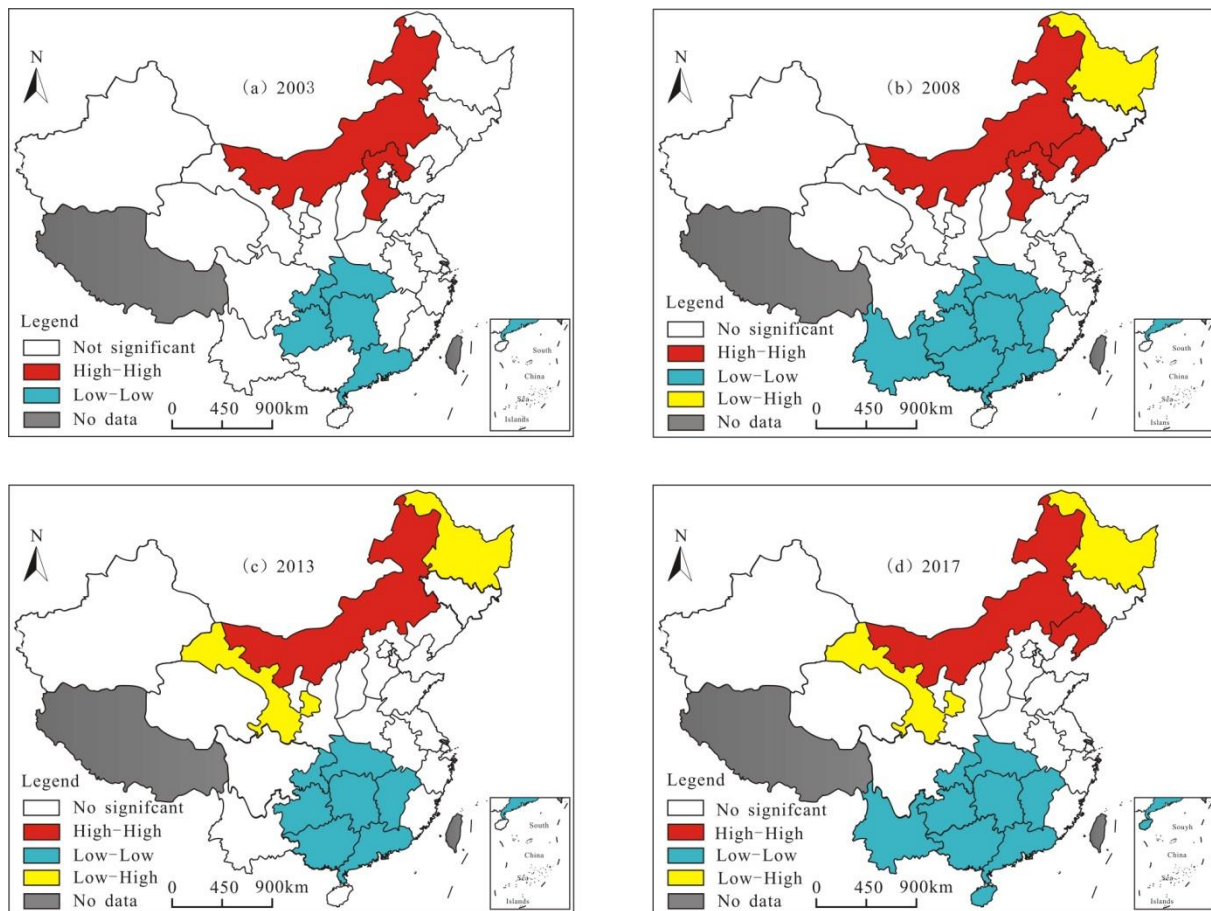 N
（a）2003
Legend
Not significant
High-High
Low-Low
No data
0 450 900km
South
China
Sea
Islands
N
（b）2008
Legend
No significant
High-High
Low-Low
Low-High
No data
0 450 900km
South
China
Sea
Islands
N
（c）2013
Legend
No signifcant
High-High
Low-Low
Low-High
No data
0 450 900km
South
China
Sea
Islands
N
（d）2017
Legend
No significant
High-High
Low-Low
Low-High
No data
0 450 900km
Souyh
China
Sea
Islands